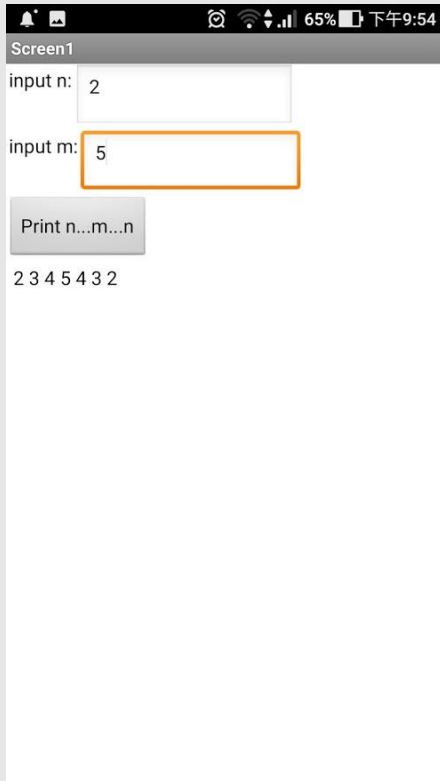 65% 下午9:54
Screen1
input n: 2
input m: 5
Print n...m...n
2 3 4 5 4 3 2